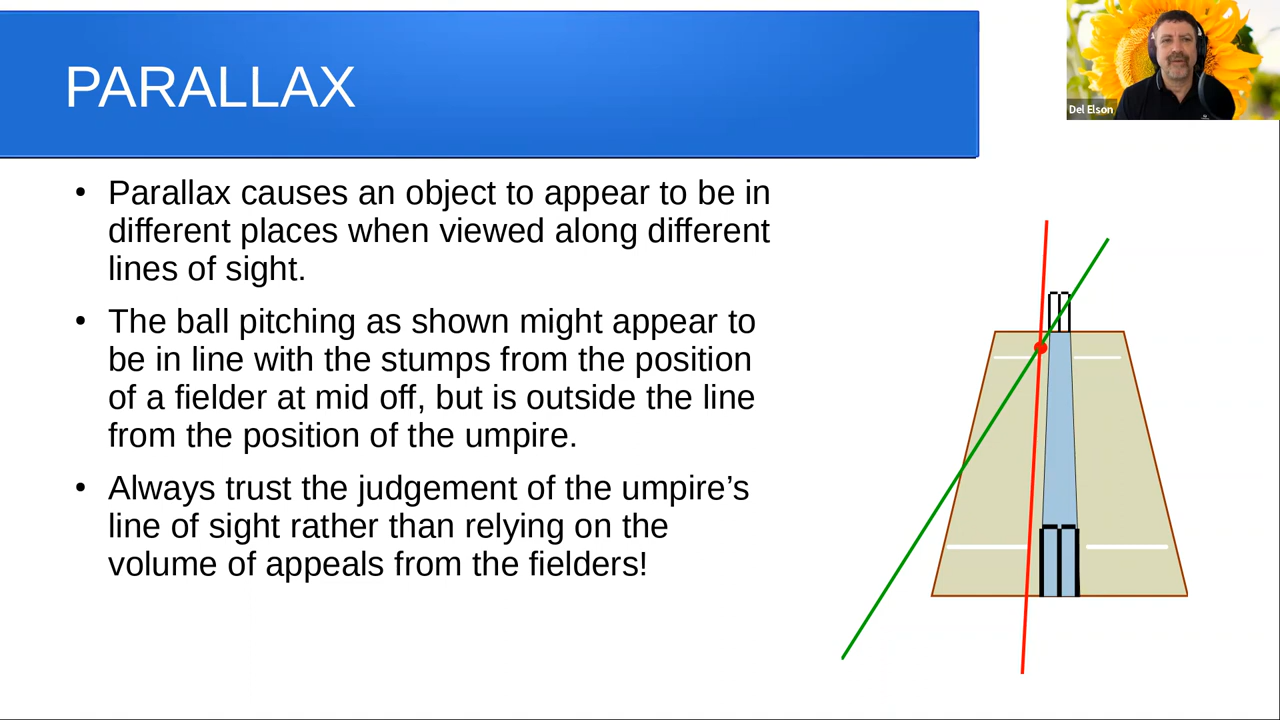 PARALLAX
Del Elson
• Parallax causes an object to appear to be in
different places when viewed along different
lines of sight.
• The ball pitching as shown might appear to
be in line with the stumps from the position
of a fielder at mid off, but is outside the line
from the position of the umpire.
• Always trust the judgement of the umpire’s
line of sight rather than relying on the
volume of appeals from the fielders!